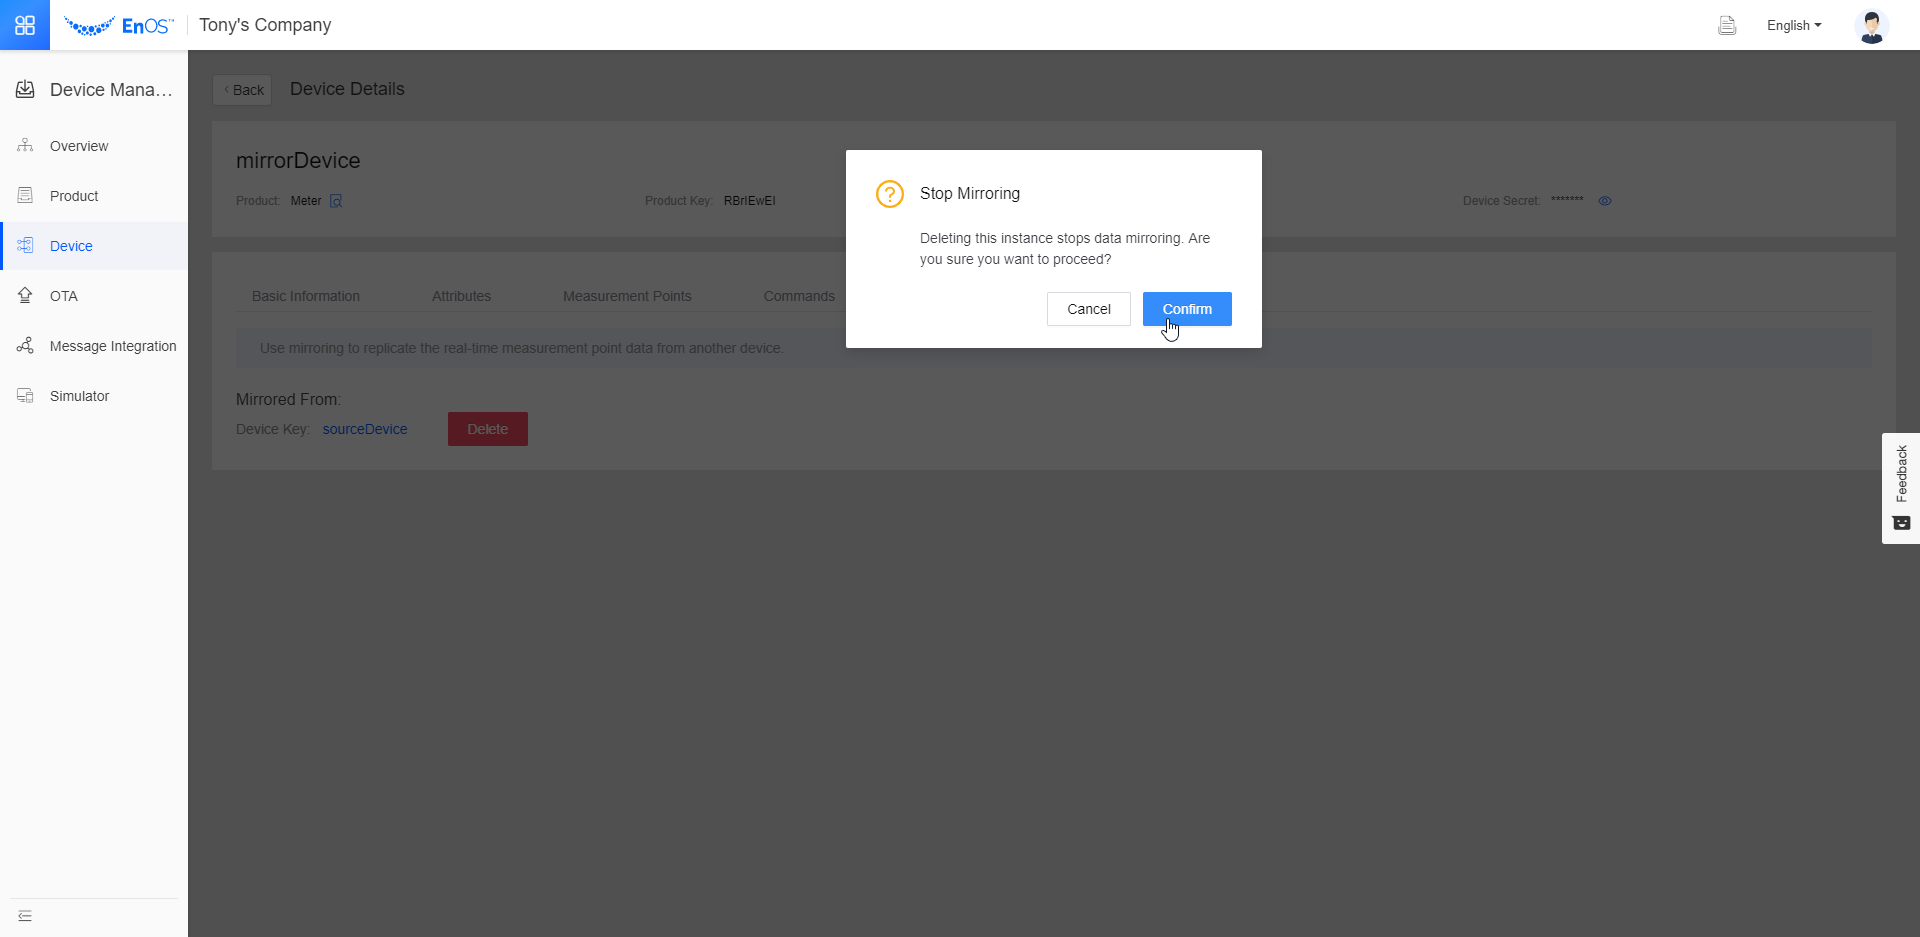 EnOS™
Tony's Company
English
Device Mana...
Overview
Product
Device
OTA
Message Integration
Simulator
Back
Device Details
mirrorDevice
Product: Meter
Product Key: RBrIEwEI
Device Secret: *******
Basic Information
Attributes
Measurement Points
Commands
Use mirroring to replicate the real-time measurement point data from another device.
Mirrored From:
Device Key: sourceDevice
Delete
Stop Mirroring
Deleting this instance stops data mirroring. Are
you sure you want to proceed?
Cancel
Confirm
Feedback